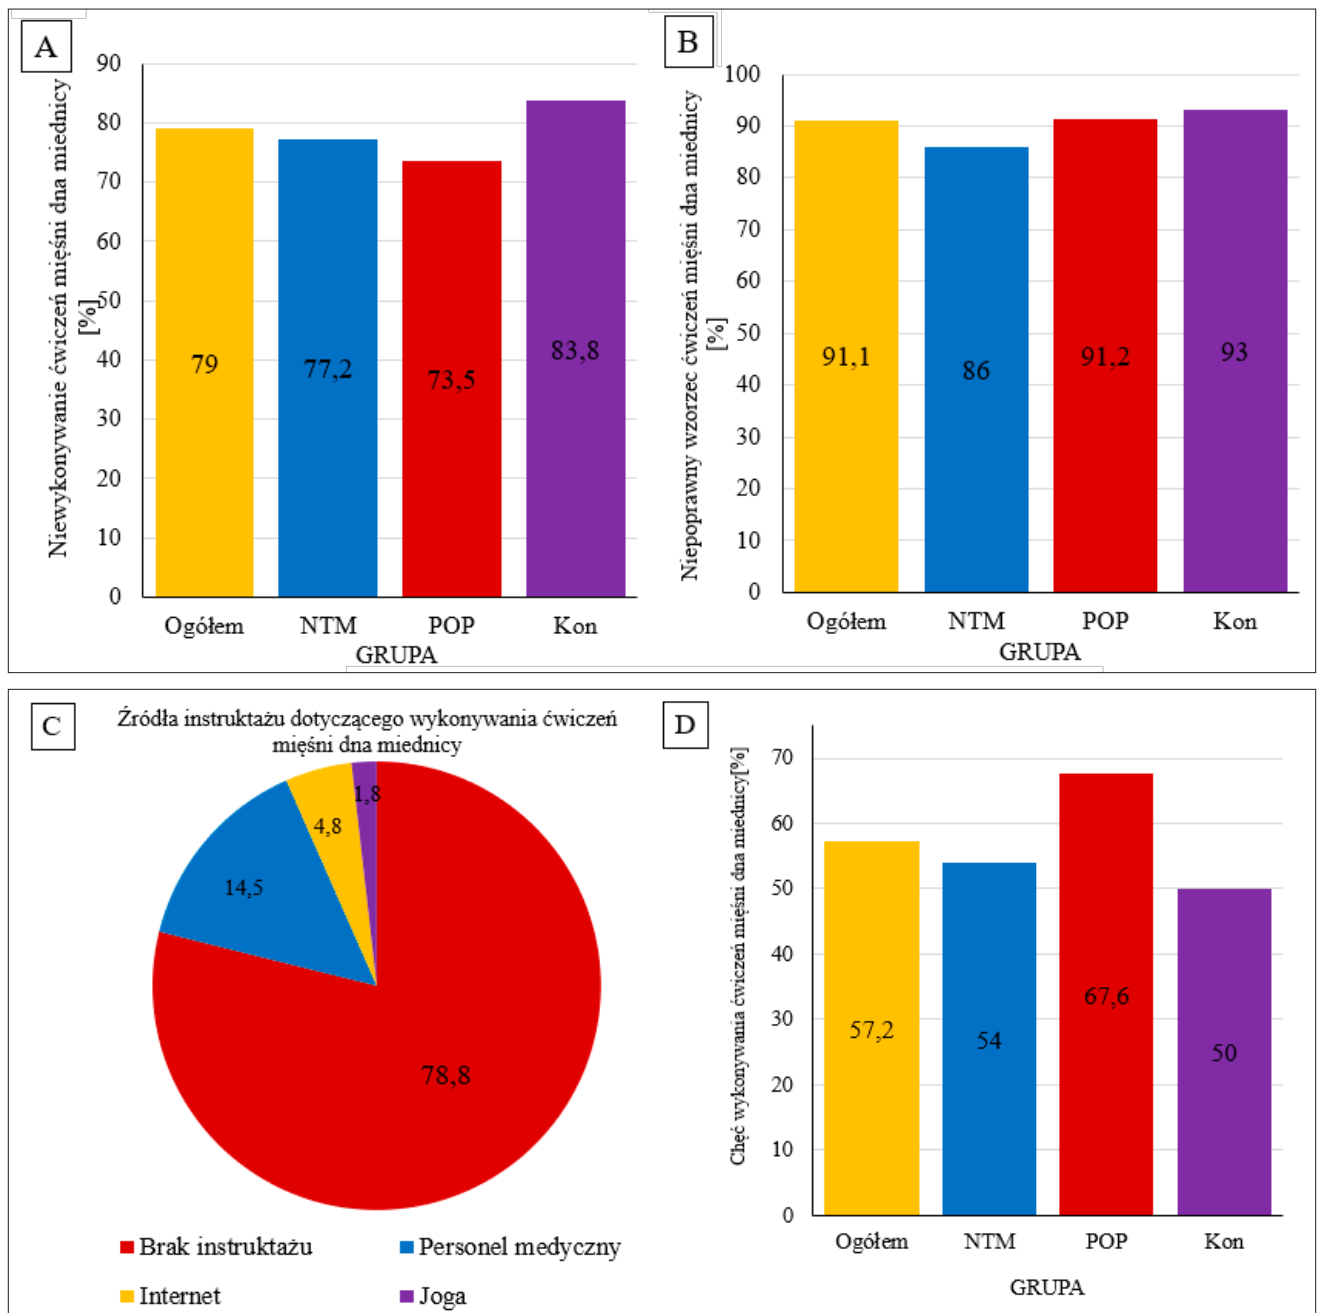 A
Niewykonywanie ćwiczeń mięśni dna miednicy
[%]
90
80
70
60
50
40
30
20
10
0
79
77,2
73,5
83,8
Ogółem NTM POP Kon
GRUPA
B
Niepoprawny wzorzec ćwiczeń mięśni dna miednicy
[%]
100
90
80
70
60
50
40
30
20
10
0
91,1
86
91,2
93
Ogółem NTM POP Kon
GRUPA
C
Źródła instruktażu dotyczącego wykonywania ćwiczeń
mięśni dna miednicy
1,8
4,8
14,5
78,8
Brak instruktażu Personel medyczny
Internet Joga
D
Chęć wykonywania ćwiczeń mięśni dna miednicy[%]
70
60
50
40
30
20
10
0
57,2
54
67,6
50
Ogółem NTM POP Kon
GRUPA